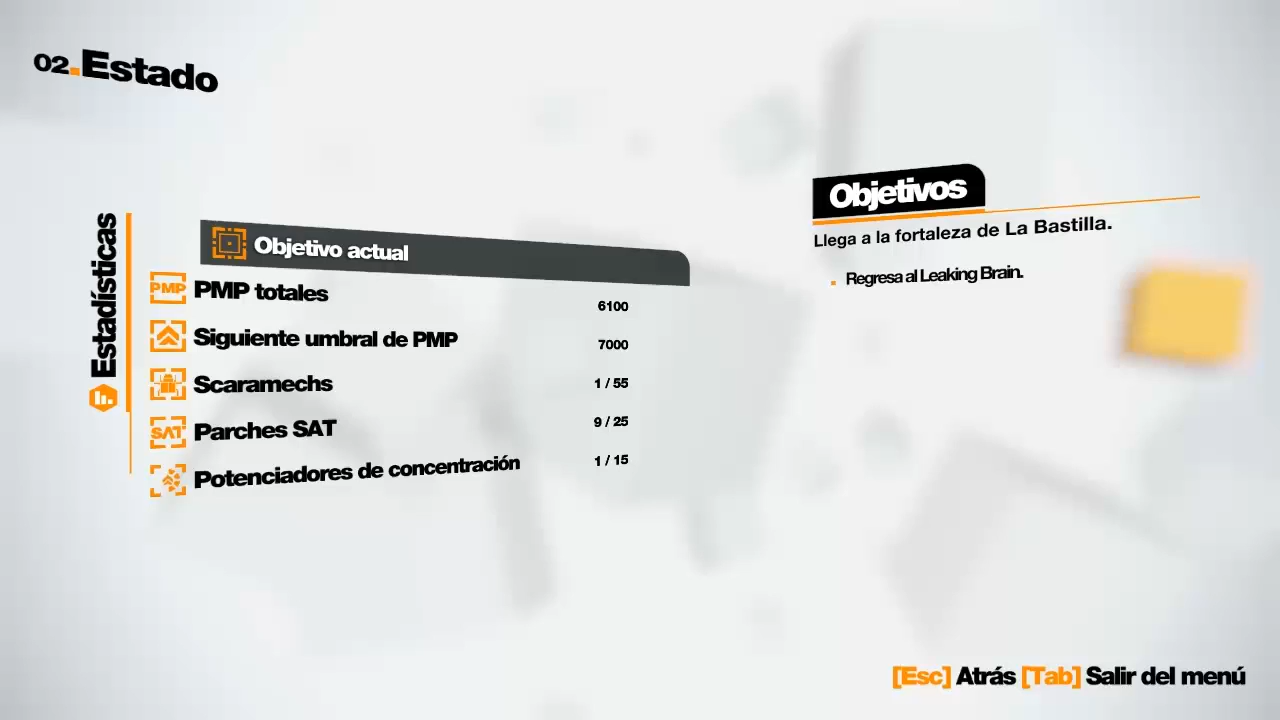 02.Estado
Estadísticas
Objetivo actual
PMP PMP totales 6100
Siguiente umbral de PMP 7000
Scaramechs 1 / 55
SAT Parches SAT 9 / 25
Potenciadores de concentración 1 / 15
Objetivos
Llega a la fortaleza de La Bastilla.
Regresa al Leaking Brain.
[Esc] Atrás [Tab] Salir del menú